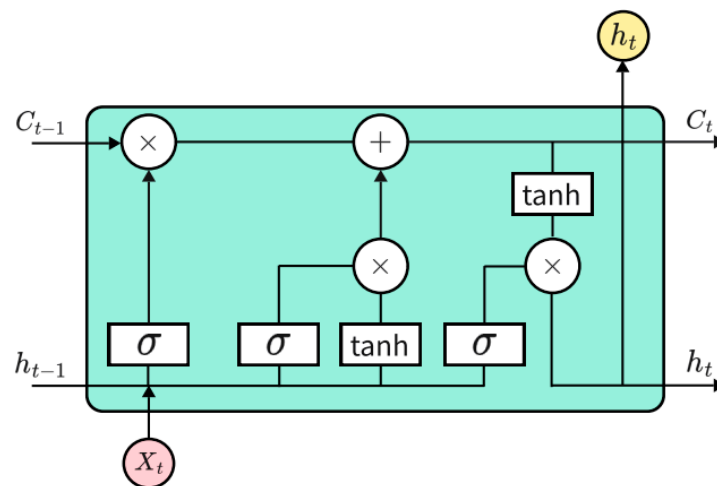 h_t
C_{t-1} × + C_t
tanh
× ×
σ σ tanh σ
h_{t-1} h_t
X_t